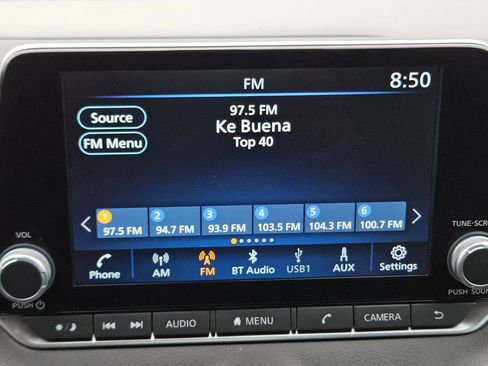 FM
8:50
Source
FM Menu
97.5 FM
Ke Buena
Top 40
1 2 3 4 5 6
97.5 FM 94.7 FM 93.9 FM 103.5 FM 104.3 FM 100.7 FM
Phone AM FM BT Audio USB1 AUX Settings
VOL
PUSH
TUNE-SCR
PUSH SOUN
AUDIO MENU CAMERA